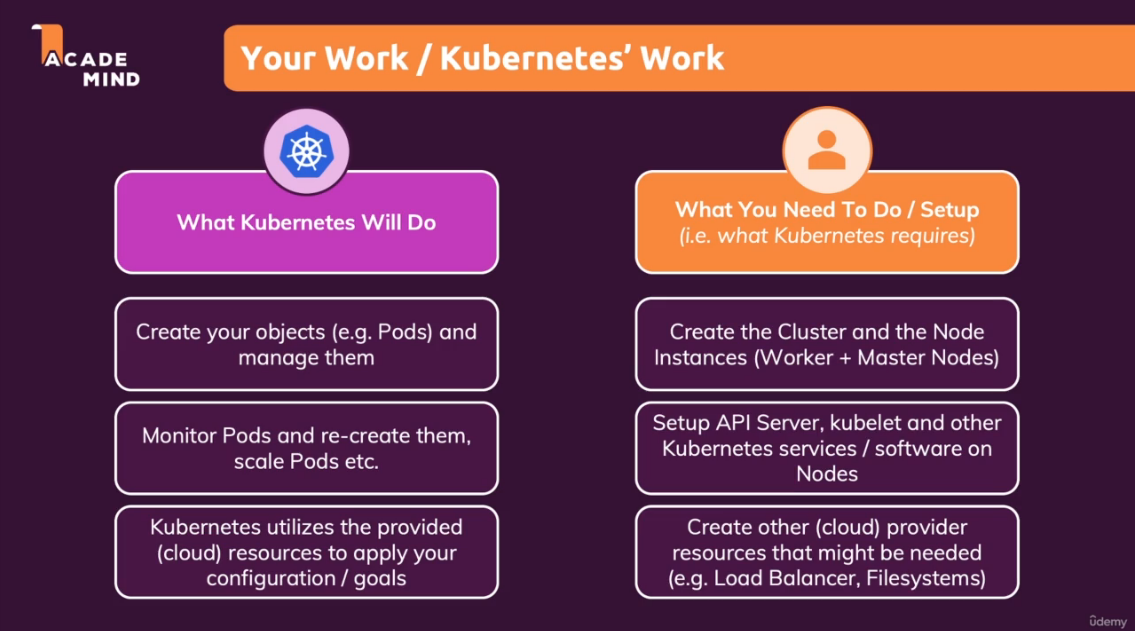 ACADE
MIND
Your Work / Kubernetes’ Work
What Kubernetes Will Do
Create your objects (e.g. Pods) and
manage them
Monitor Pods and re-create them,
scale Pods etc.
Kubernetes utilizes the provided
(cloud) resources to apply your
configuration / goals
What You Need To Do / Setup
(i.e. what Kubernetes requires)
Create the Cluster and the Node
Instances (Worker + Master Nodes)
Setup API Server, kubelet and other
Kubernetes services / software on
Nodes
Create other (cloud) provider
resources that might be needed
(e.g. Load Balancer, Filesystems)
ûdemy